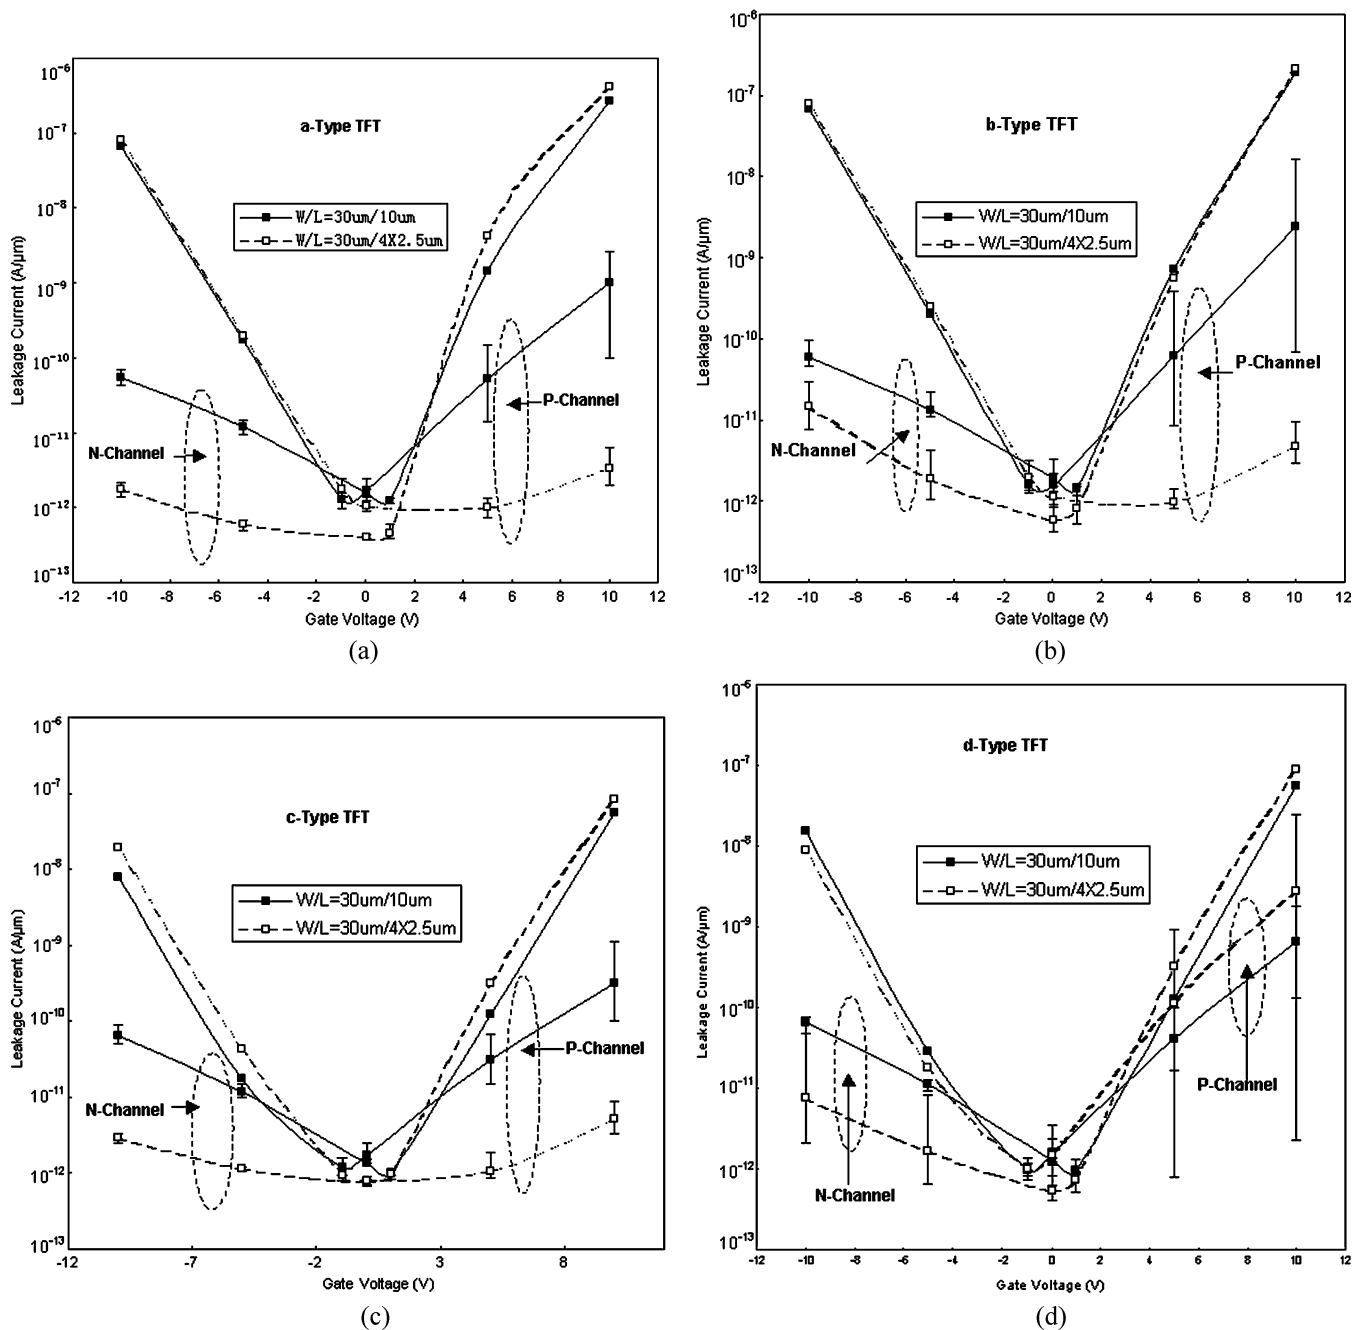 10^-6
10^-7
10^-8
10^-9
10^-10
10^-11
10^-12
10^-13
Leakage Current (A/μm)
a-Type TFT
W/L=30um/10um
W/L=30um/4X2.5um
N-Channel
P-Channel
-12 -10 -8 -6 -4 -2 0 2 4 6 8 10 12
Gate Voltage (V)
(a)
10^-6
10^-7
10^-8
10^-9
10^-10
10^-11
10^-12
10^-13
Leakage Current (A/μm)
b-Type TFT
W/L=30um/10um
W/L=30um/4X2.5um
P-Channel
N-Channel
-12 -10 -8 -6 -4 -2 0 2 4 6 8 10 12
Gate Voltage (V)
(b)
10^-6
10^-7
10^-8
10^-9
10^-10
10^-11
10^-12
10^-13
Leakage Current (A/μm)
c-Type TFT
W/L=30um/10um
W/L=30um/4X2.5um
P-Channel
N-Channel
-12 -7 -2 3 8
Gate Voltage (V)
(c)
10^-6
10^-7
10^-8
10^-9
10^-10
10^-11
10^-12
10^-13
Leakage Current (A/μm)
d-Type TFT
W/L=30um/10um
W/L=30um/4X2.5um
P-Channel
N-Channel
-12 -10 -8 -6 -4 -2 0 2 4 6 8 10 12
Gate Voltage (V)
(d)